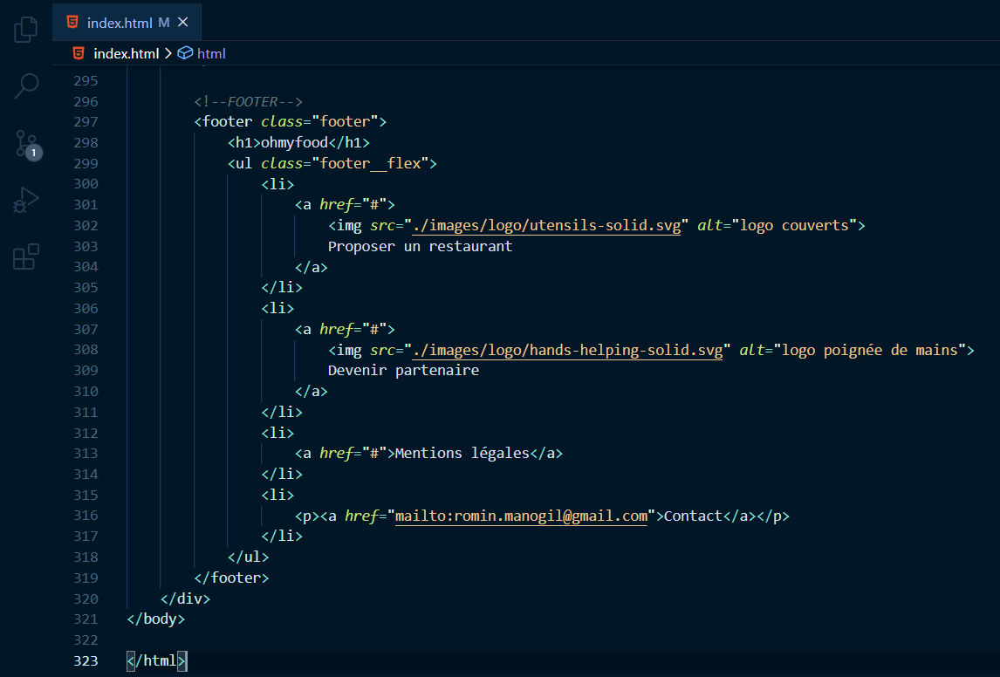 index.html M
index.html > html
1
295
296 <!--FOOTER-->
297 <footer class="footer">
298 <h1>ohmyfood</h1>
299 <ul class="footer__flex">
300 <li>
301 <a href="#">
302 <img src="./images/logo/utensils-solid.svg" alt="logo couverts">
303 Proposer un restaurant
304 </a>
305 </li>
306 <li>
307 <a href="#">
308 <img src="./images/logo/hands-helping-solid.svg" alt="logo poignée de mains">
309 Devenir partenaire
310 </a>
311 </li>
312 <li>
313 <a href="#">Mentions légales</a>
314 </li>
315 <li>
316 <p><a href="mailto:romin.manogil@gmail.com">Contact</a></p>
317 </li>
318 </ul>
319 </footer>
320 </div>
321 </body>
322
323 </html>